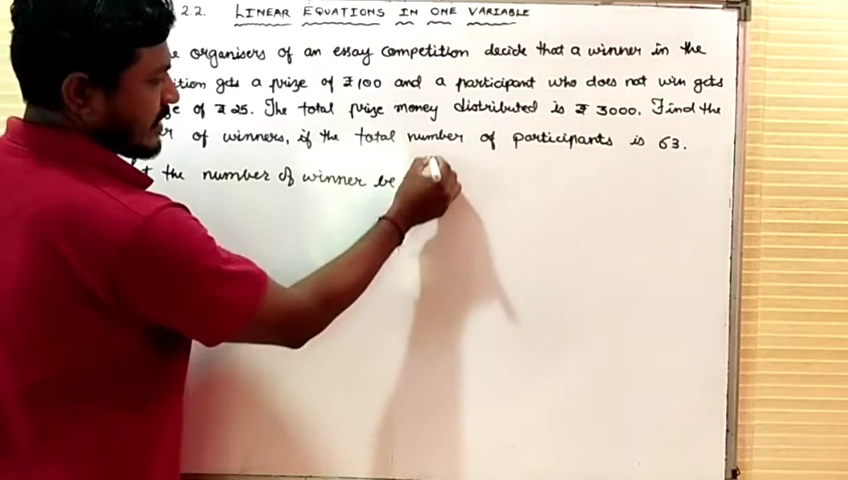 2.2. LINEAR EQUATIONS IN ONE VARIABLE
organisers of an essay competition decide that a winner in the
gets a prize of ₹100 and a participant who does not win gets
of ₹25. The total prize money distributed is ₹ 3000. Find the
of winners, if the total number of participants is 63.
the number of winner be